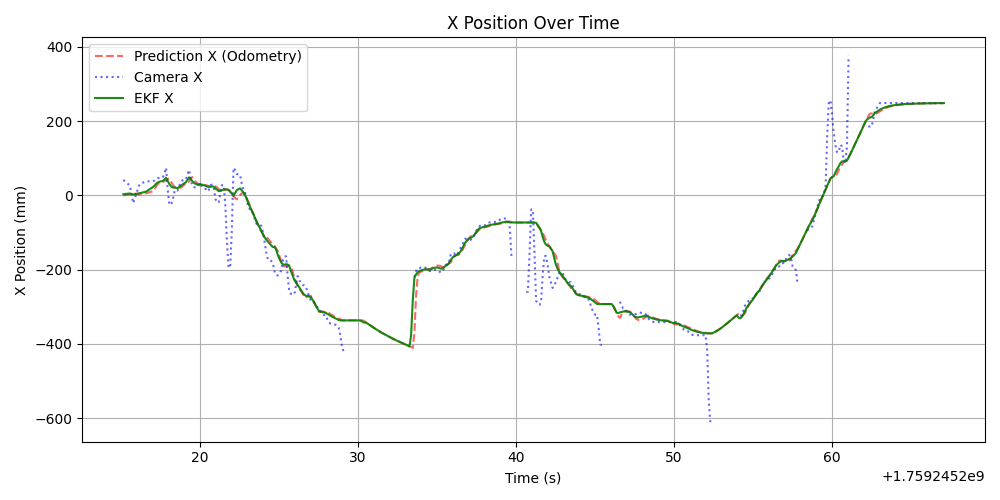 X Position Over Time
Prediction X (Odometry)
Camera X
EKF X
X Position (mm)
400
200
0
−200
−400
−600
20
30
40
50
60
+1.7592452e9
Time (s)